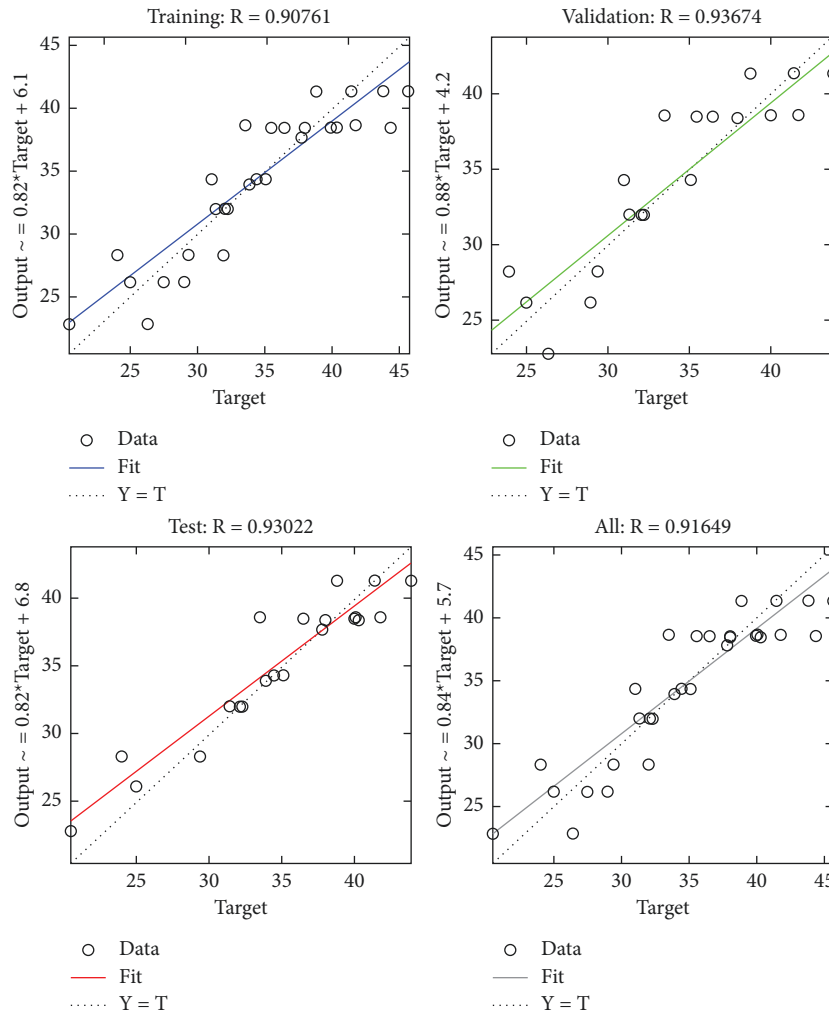 Training: R = 0.90761
Output ~ = 0.82*Target + 6.1
45
40
35
30
25
25
30
35
40
45
Target
Data
Fit
Y = T
Validation: R = 0.93674
Output ~ = 0.88*Target + 4.2
40
35
30
25
25
30
35
40
Target
Data
Fit
Y = T
Test: R = 0.93022
Output ~ = 0.82*Target + 6.8
40
35
30
25
25
30
35
40
Target
Data
Fit
Y = T
All: R = 0.91649
Output ~ = 0.84*Target + 5.7
45
40
35
30
25
25
30
35
40
45
Target
Data
Fit
Y = T